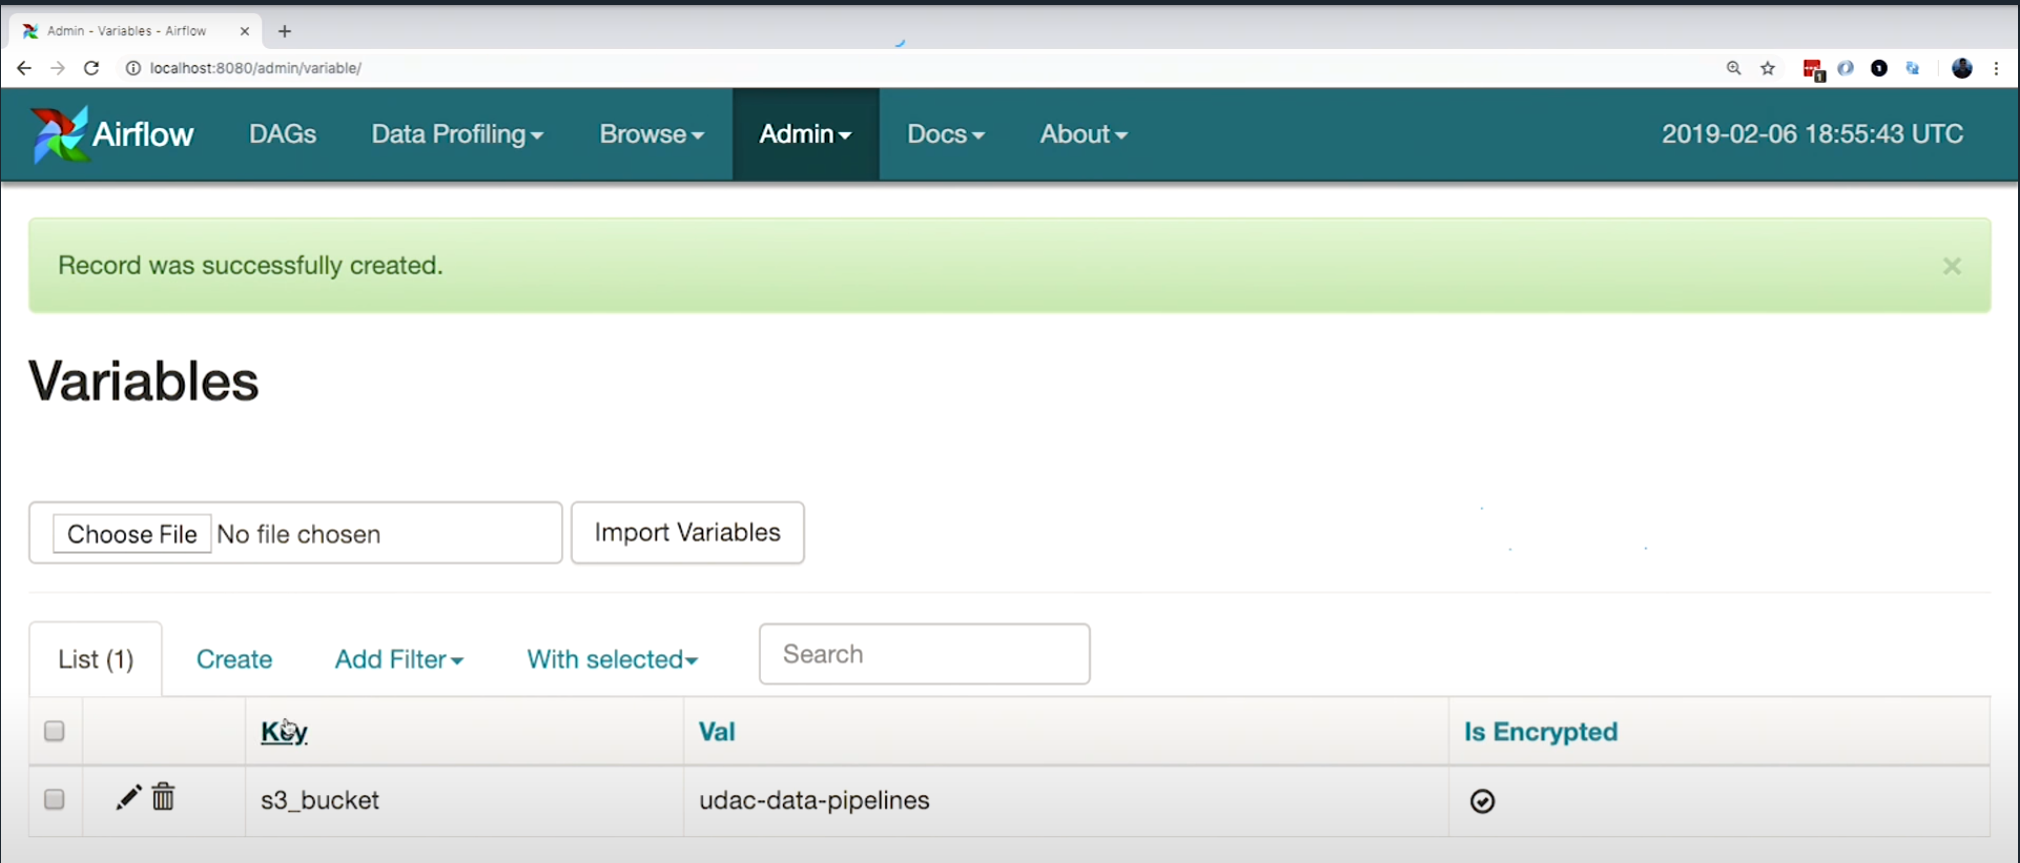 Admin - Variables - Airflow
localhost:8080/admin/variable/
Airflow DAGs Data Profiling Browse Admin Docs About 2019-02-06 18:55:43 UTC
Record was successfully created.
Variables
Choose File No file chosen Import Variables
List (1) Create Add Filter With selected Search
Key Val Is Encrypted
s3_bucket udac-data-pipelines